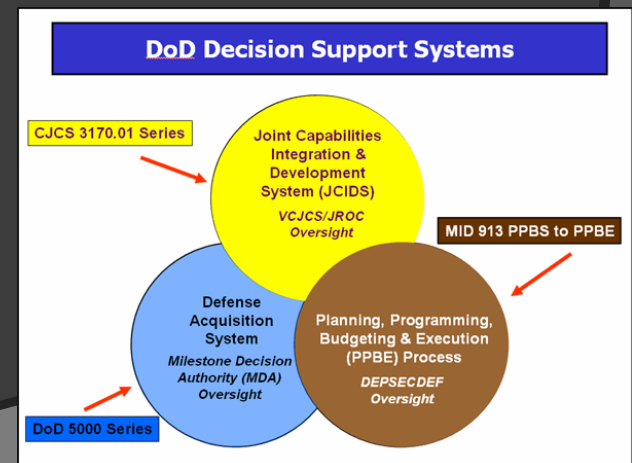 DoD Decision Support Systems
CJCS 3170.01 Series
Joint Capabilities
Integration &
Development
System (JCIDS)
VCJCS/JROC
Oversight
MID 913 PPBS to PPBE
Defense
Acquisition
System
Milestone Decision
Authority (MDA)
Oversight
Planning, Programming,
Budgeting & Execution
(PPBE) Process
DEPSECDEF
Oversight
DoD 5000 Series